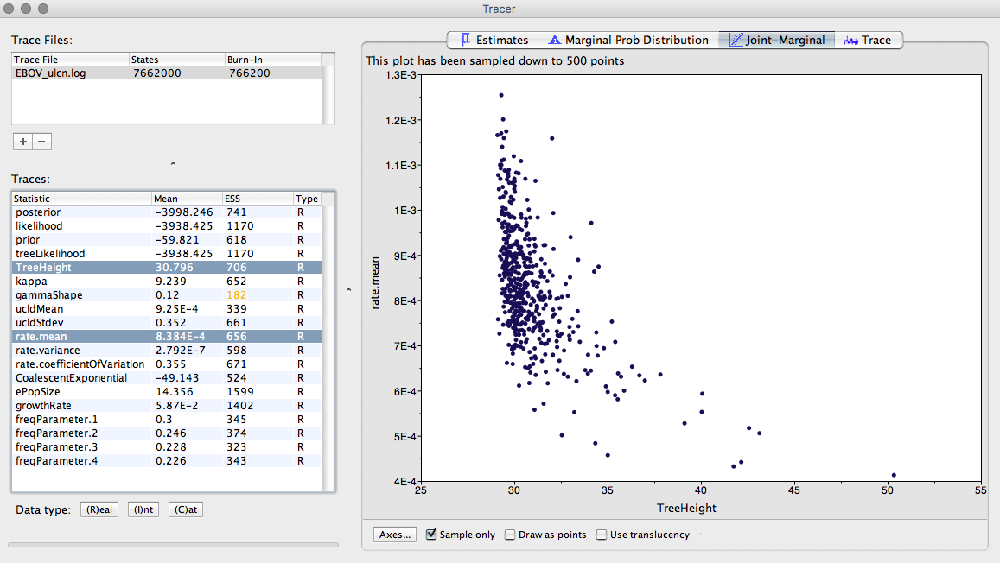 Tracer
Trace Files:
Trace File States Burn-In
EBOV_ulcn.log 7662000 766200
+ −
Traces:
Statistic Mean ESS Type
posterior −3998.246 741 R
likelihood −3938.425 1170 R
prior −59.821 618 R
treeLikelihood −3938.425 1170 R
TreeHeight 30.796 706 R
kappa 9.239 652 R
gammaShape 0.12 182 R
ucldMean 9.25E-4 339 R
ucldStdev 0.352 661 R
rate.mean 8.384E-4 656 R
rate.variance 2.792E-7 598 R
rate.coefficientOfVariation 0.355 671 R
CoalescentExponential −49.143 524 R
ePopSize 14.356 1599 R
growthRate 5.87E-2 1402 R
freqParameter.1 0.3 345 R
freqParameter.2 0.246 374 R
freqParameter.3 0.228 323 R
freqParameter.4 0.226 343 R
Data type: (R)eal (I)nt (C)at
Estimates Marginal Prob Distribution Joint-Marginal Trace
This plot has been sampled down to 500 points
1.3E-3
1.2E-3
1.1E-3
1E-3
9E-4
8E-4
7E-4
6E-4
5E-4
4E-4
rate.mean
25 30 35 40 45 50 55
TreeHeight
Axes... Sample only Draw as points Use translucency